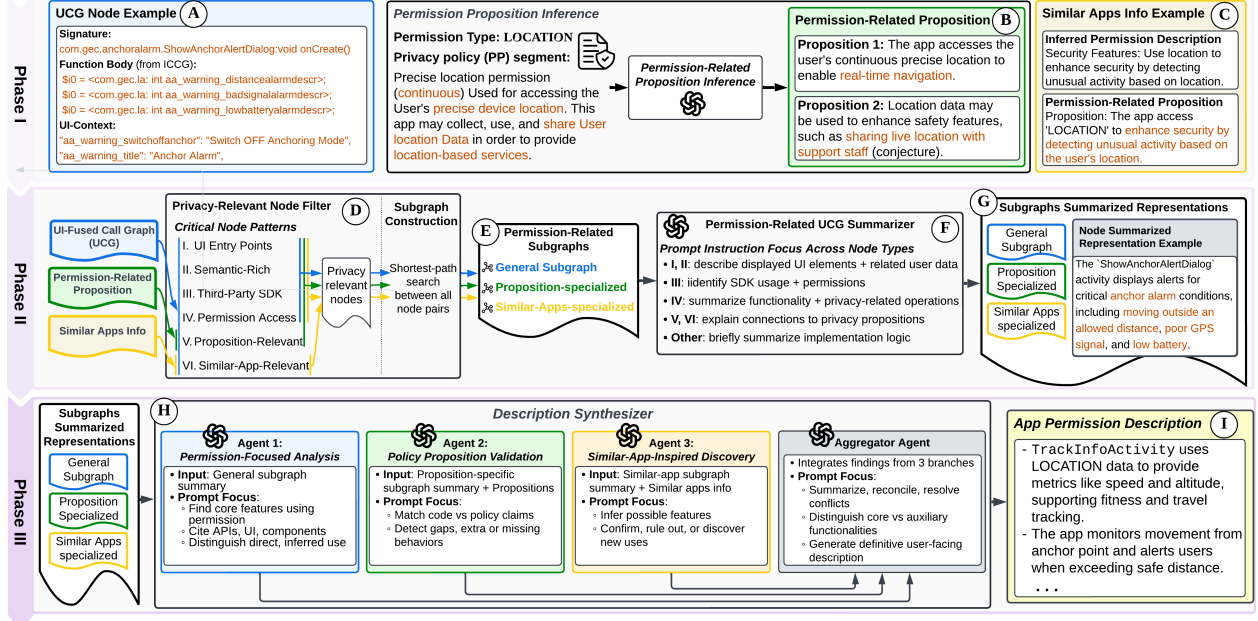 Phase I
UCG Node Example
A
Signature:
com.gec.anchoralarm.ShowAnchorAlertDialog:void onCreate()
Function Body (from ICCG):
$i0 = <com.gec.la: int aa_warning_distancealarmdescr>;
$i0 = <com.gec.la: int aa_warning_badsignalalarmdescr>;
$i0 = <com.gec.la: int aa_warning_lowbatteryalarmdescr>;
UI-Context:
"aa_warning_switchoffanchor": "Switch OFF Anchoring Mode",
"aa_warning_title": "Anchor Alarm",
Permission Proposition Inference
Permission Type: LOCATION
Privacy policy (PP) segment:
Precise location permission
(continuous) Used for accessing the
User's precise device location. This
app may collect, use, and share User
location Data in order to provide
location-based services.
Permission-Related
Proposition Inference
Permission-Related Proposition
B
Proposition 1: The app accesses the
user's continuous precise location to
enable real-time navigation.
Proposition 2: Location data may
be used to enhance safety features,
such as sharing live location with
support staff (conjecture).
Similar Apps Info Example
C
Inferred Permission Description
Security Features: Use location to
enhance security by detecting
unusual activity based on location.
Permission-Related Proposition
Proposition: The app access
'LOCATION' to enhance security by
detecting unusual activity based on
the user's location.
Phase II
UI-Fused Call Graph
(UCG)
Permission-Related
Proposition
Similar Apps Info
Privacy-Relevant Node Filter
D
Critical Node Patterns
I. UI Entry Points
II. Semantic-Rich
III. Third-Party SDK
IV. Permission Access
V. Proposition-Relevant
VI. Similar-App-Relevant
Privacy
relevant
nodes
Subgraph
Construction
Shortest-path
search
between all
node pairs
E
Permission-Related
Subgraphs
General Subgraph
Proposition-specialized
Similar-Apps-specialized
Permission-Related UCG Summarizer
F
Prompt Instruction Focus Across Node Types
• I, II: describe displayed UI elements + related user data
• III: iidentify SDK usage + permissions
• IV: summarize functionality + privacy-related operations
• V, VI: explain connections to privacy propositions
• Other: briefly summarize implementation logic
G
Subgraphs Summarized Representations
General
Subgraph
Proposition
Specialized
Similar Apps
specialized
Node Summarized
Representation Example
The `ShowAnchorAlertDialog`
activity displays alerts for
critical anchor alarm conditions,
including moving outside an
allowed distance, poor GPS
signal, and low battery.
Phase III
Subgraphs
Summarized
Representations
General
Subgraph
Proposition
Specialized
Similar Apps
specialized
H
Description Synthesizer
Agent 1:
Permission-Focused Analysis
• Input: General subgraph
summary
• Prompt Focus:
◦ Find core features using
permission
◦ Cite APIs, UI, components
◦ Distinguish direct, inferred use
Agent 2:
Policy Proposition Validation
• Input: Proposition-specific
subgraph summary + Propositions
• Prompt Focus:
◦ Match code vs policy claims
◦ Detect gaps, extra or missing
behaviors
Agent 3:
Similar-App-Inspired Discovery
• Input: Similar-app subgraph
summary + Similar apps info
• Prompt Focus:
◦ Infer possible features
◦ Confirm, rule out, or discover
new uses
Aggregator Agent
• Integrates findings from 3 branches
• Prompt Focus:
◦ Summarize, reconcile, resolve
conflicts
◦ Distinguish core vs auxiliary
functionalities
◦ Generate definitive user-facing
description
App Permission Description
I
- TrackInfoActivity uses
LOCATION data to provide
metrics like speed and altitude,
supporting fitness and travel
tracking.
- The app monitors movement from
anchor point and alerts users
when exceeding safe distance.
...